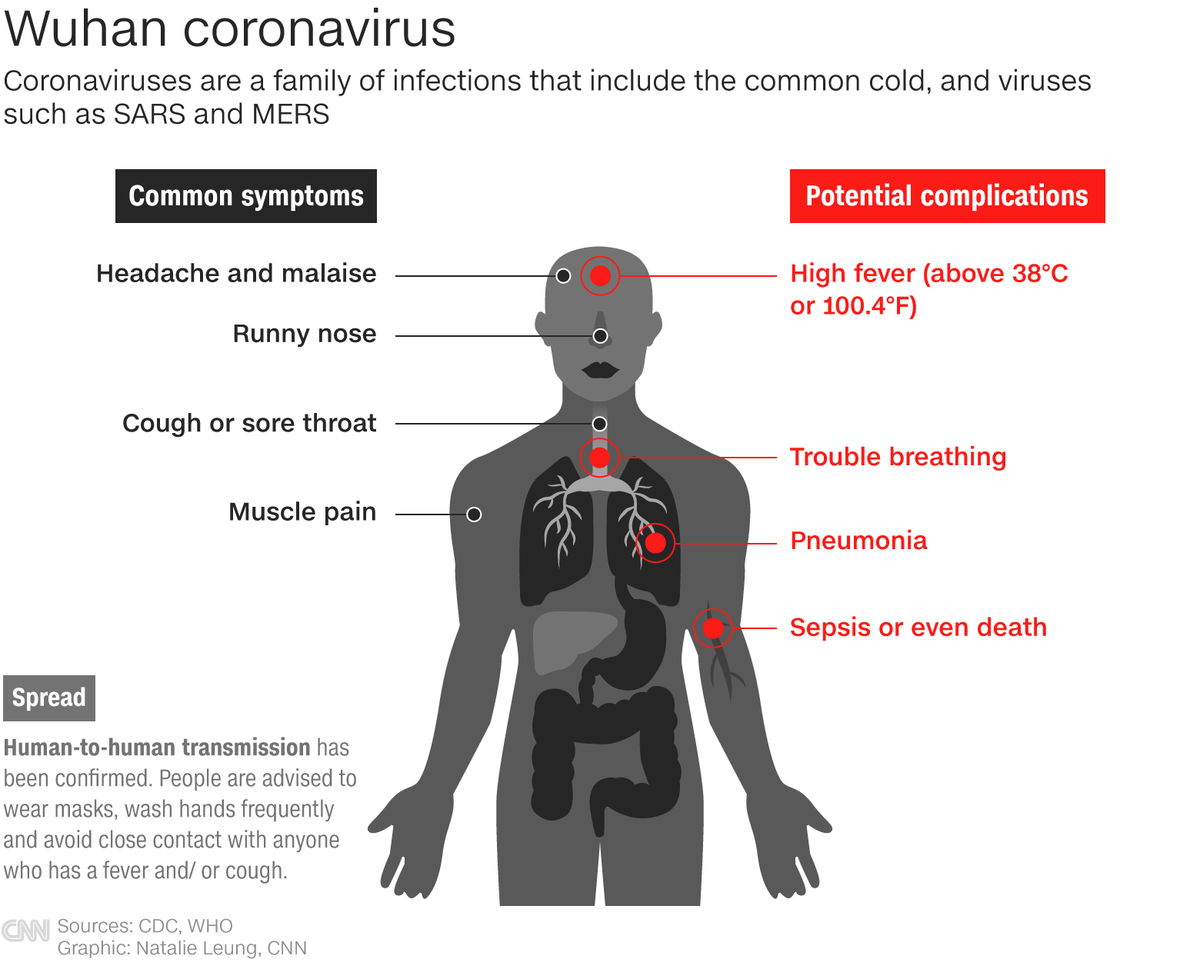 Wuhan coronavirus
Coronaviruses are a family of infections that include the common cold, and viruses
such as SARS and MERS
Common symptoms
Headache and malaise
Runny nose
Cough or sore throat
Muscle pain
Potential complications
High fever (above 38°C
or 100.4°F)
Trouble breathing
Pneumonia
Sepsis or even death
Spread
Human-to-human transmission has
been confirmed. People are advised to
wear masks, wash hands frequently
and avoid close contact with anyone
who has a fever and/ or cough.
CNN
Sources: CDC, WHO
Graphic: Natalie Leung, CNN